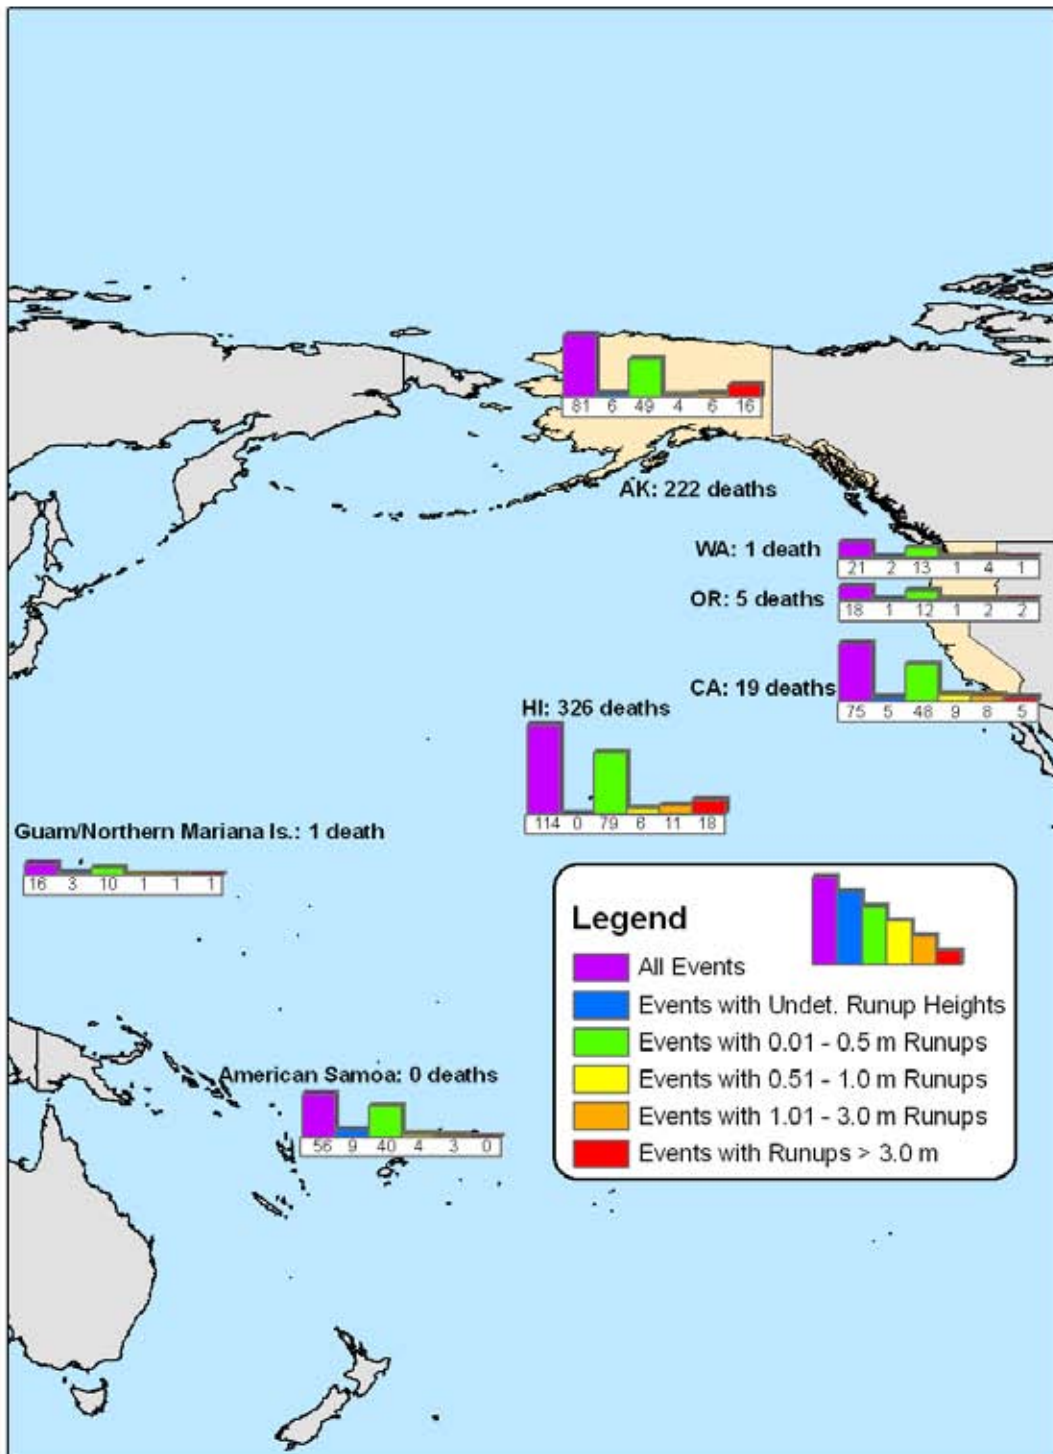 81 6 49 4 6 16
AK: 222 deaths
WA: 1 death
21 2 13 1 4 1
OR: 5 deaths
18 1 12 1 2 2
CA: 19 deaths
75 5 48 9 8 5
HI: 326 deaths
114 0 79 6 11 18
Guam/Northern Mariana Is.: 1 death
16 3 10 1 1 1
Legend
All Events
Events with Undet. Runup Heights
Events with 0.01 - 0.5 m Runups
Events with 0.51 - 1.0 m Runups
Events with 1.01 - 3.0 m Runups
Events with Runups > 3.0 m
American Samoa: 0 deaths
56 9 40 4 3 0